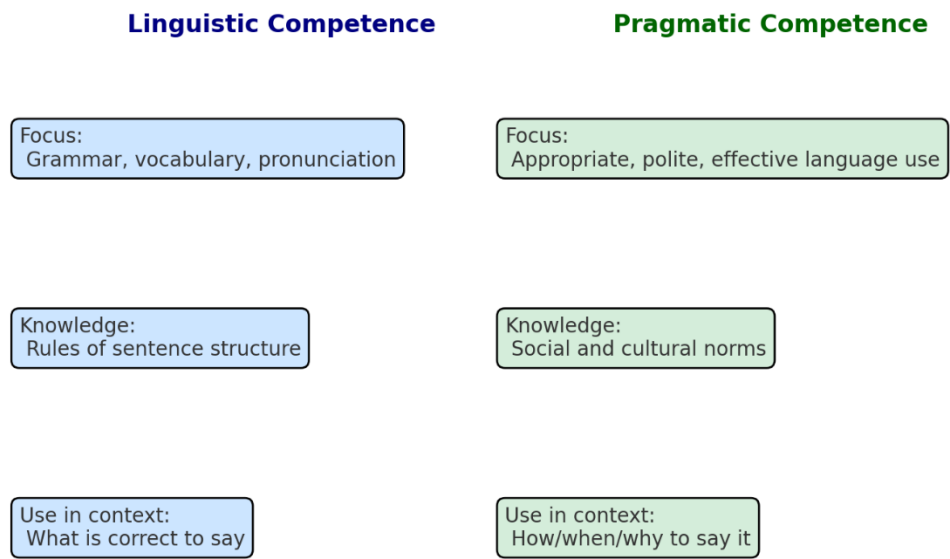 Linguistic Competence
Pragmatic Competence
Focus:
Grammar, vocabulary, pronunciation
Focus:
Appropriate, polite, effective language use
Knowledge:
Rules of sentence structure
Knowledge:
Social and cultural norms
Use in context:
What is correct to say
Use in context:
How/when/why to say it